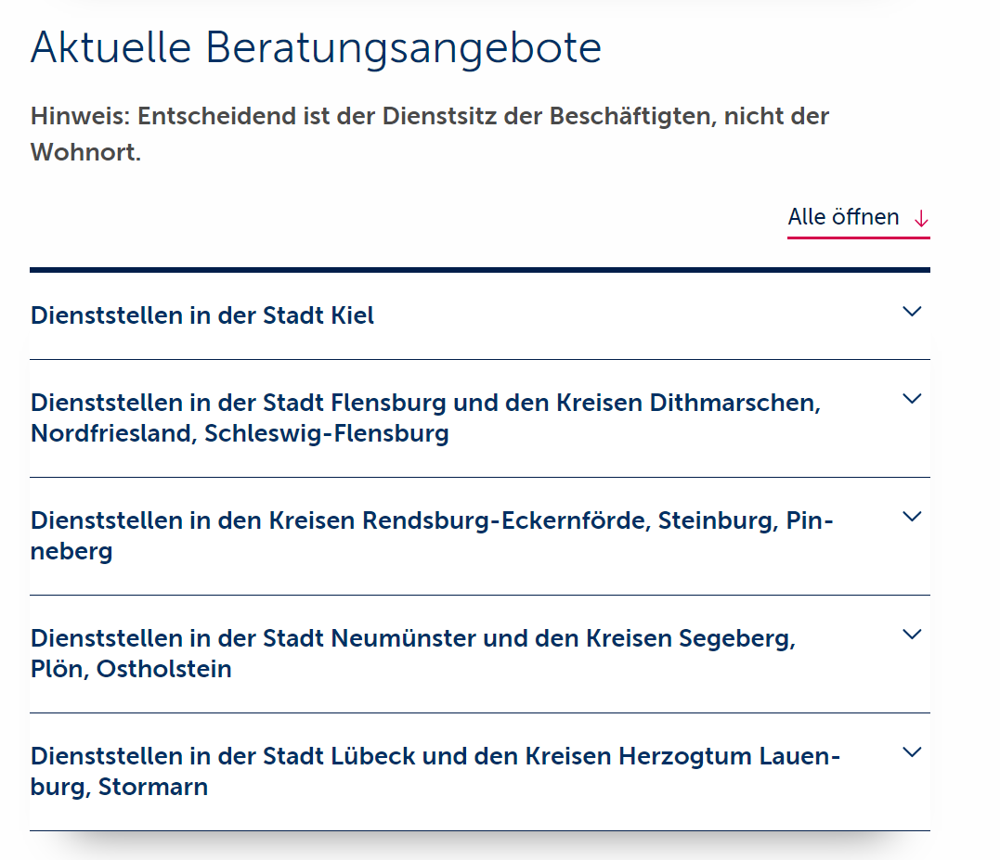 Aktuelle Beratungsangebote
Hinweis: Entscheidend ist der Dienstsitz der Beschäftigten, nicht der
Wohnort.
Alle öffnen
Dienststellen in der Stadt Kiel
Dienststellen in der Stadt Flensburg und den Kreisen Dithmarschen,
Nordfriesland, Schleswig-Flensburg
Dienststellen in den Kreisen Rendsburg-Eckernförde, Steinburg, Pin-
neberg
Dienststellen in der Stadt Neumünster und den Kreisen Segeberg,
Plön, Ostholstein
Dienststellen in der Stadt Lübeck und den Kreisen Herzogtum Lauen-
burg, Stormarn